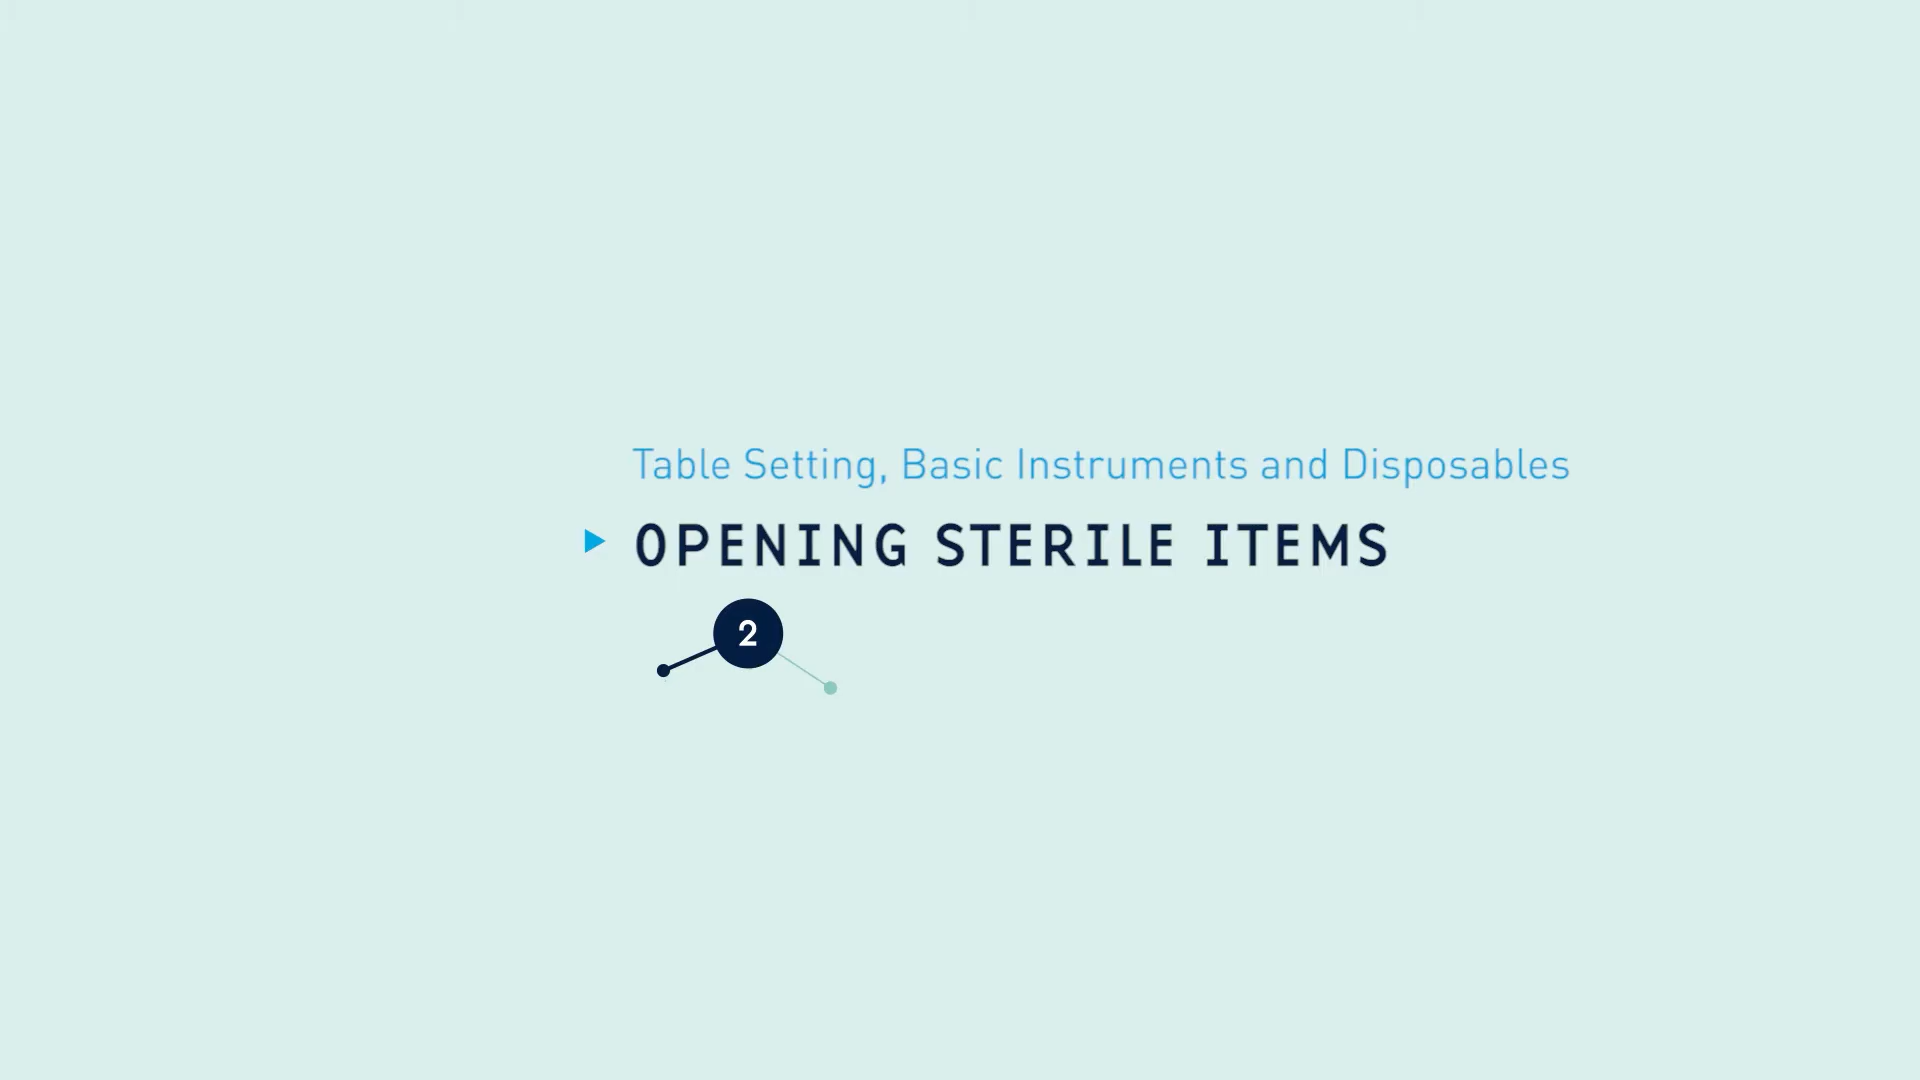 Table Setting, Basic Instruments and Disposables
OPENING STERILE ITEMS
2